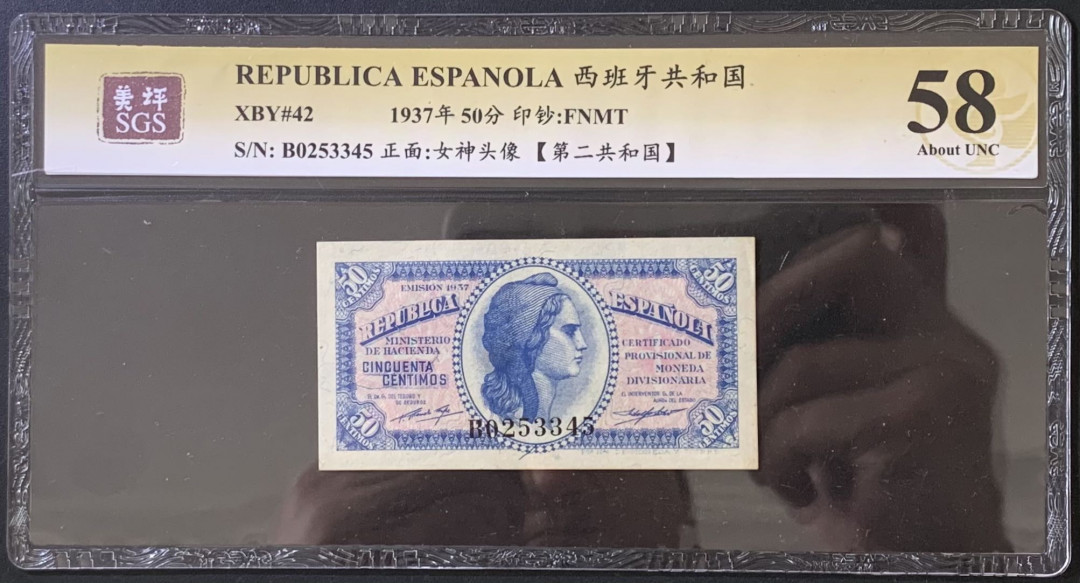 美评
SGS
REPUBLICA ESPANOLA 西班牙共和国
XBY#42 1937年 50分 印钞:FNMT
S/N: B0253345 正面:女神头像 【第二共和国】
58
About UNC
50 CENTIMOS
50 CENTIMOS
EMISION 1937
REPUBLICA ESPAÑOLA
MINISTERIO
DE HACIENDA
CINCUENTA
CENTIMOS
CERTIFICADO
PROVISIONAL DE
MONEDA
DIVISIONARIA
B0253345
50 CENTIMOS
50 CENTIMOS